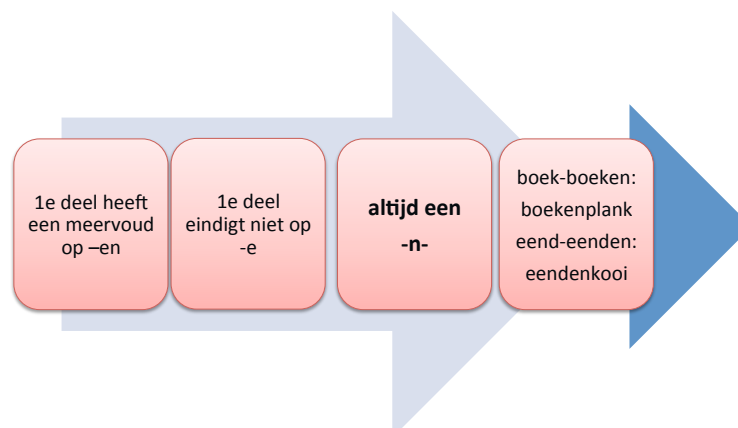 1e deel heeft
een meervoud
op –en
1e deel
eindigt niet op
-e
altijd een
-n-
boek-boeken:
boekenplank
eend-eenden:
eendenkooi